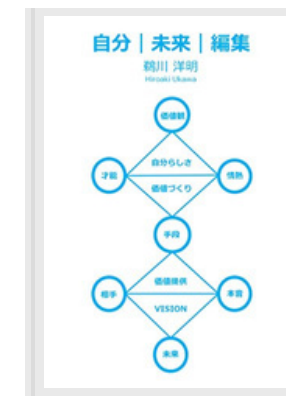 自分｜未来｜編集
鵜川 洋明
Hiroaki Ukawa
価値観
自分らしさ
才能
情熱
価値づくり
手段
価値提供
相手
本音
VISION
未来